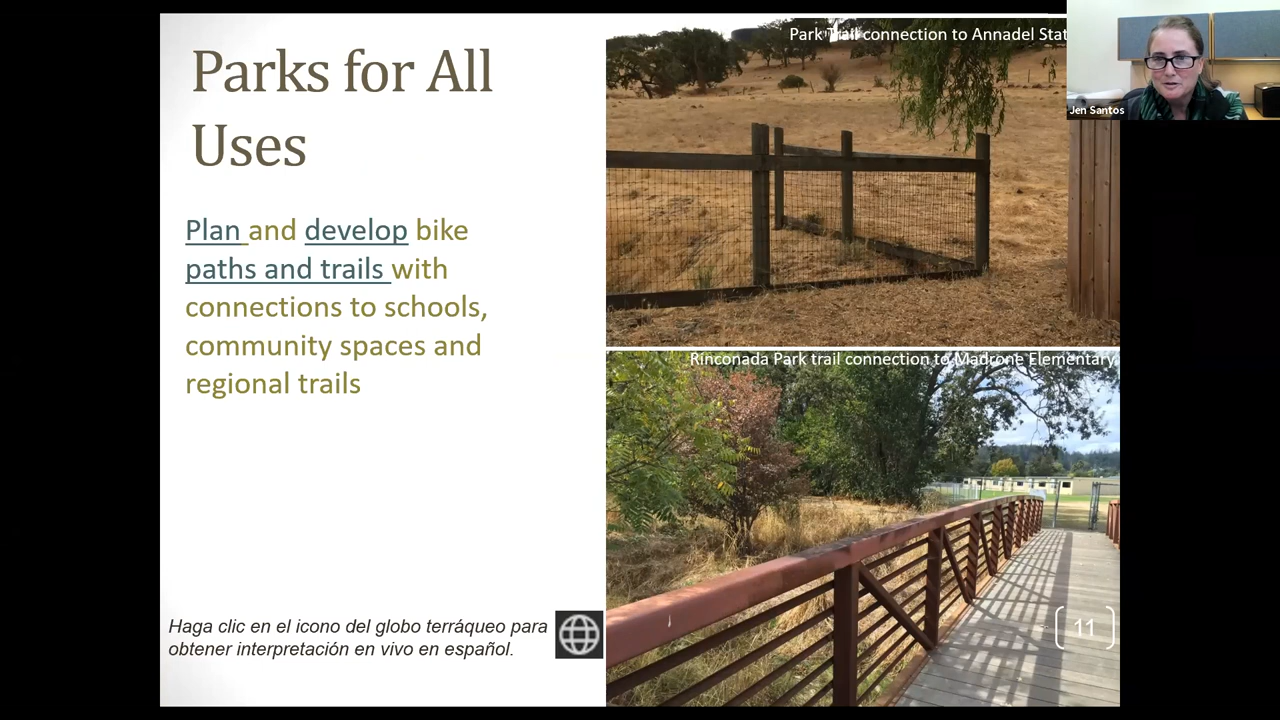 Parks for All
Uses
Plan and develop bike
paths and trails with
connections to schools,
community spaces and
regional trails
Haga clic en el icono del globo terráqueo para
obtener interpretación en vivo en español.
Park Trail connection to Annadel Stat
Jen Santos
Rinconada Park trail connection to Madrone Elementary
11